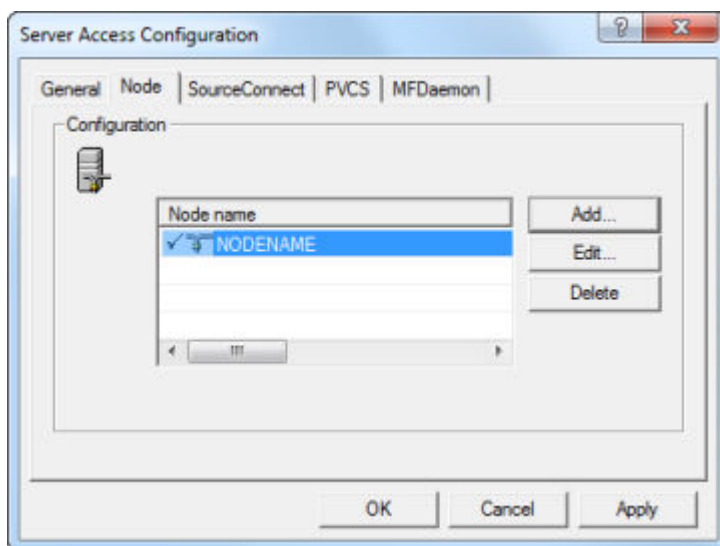 Server Access Configuration
General Node SourceConnect PVCS MFDaemon
Configuration
Node name
Add...
NODENAME
Edit...
Delete
OK Cancel Apply